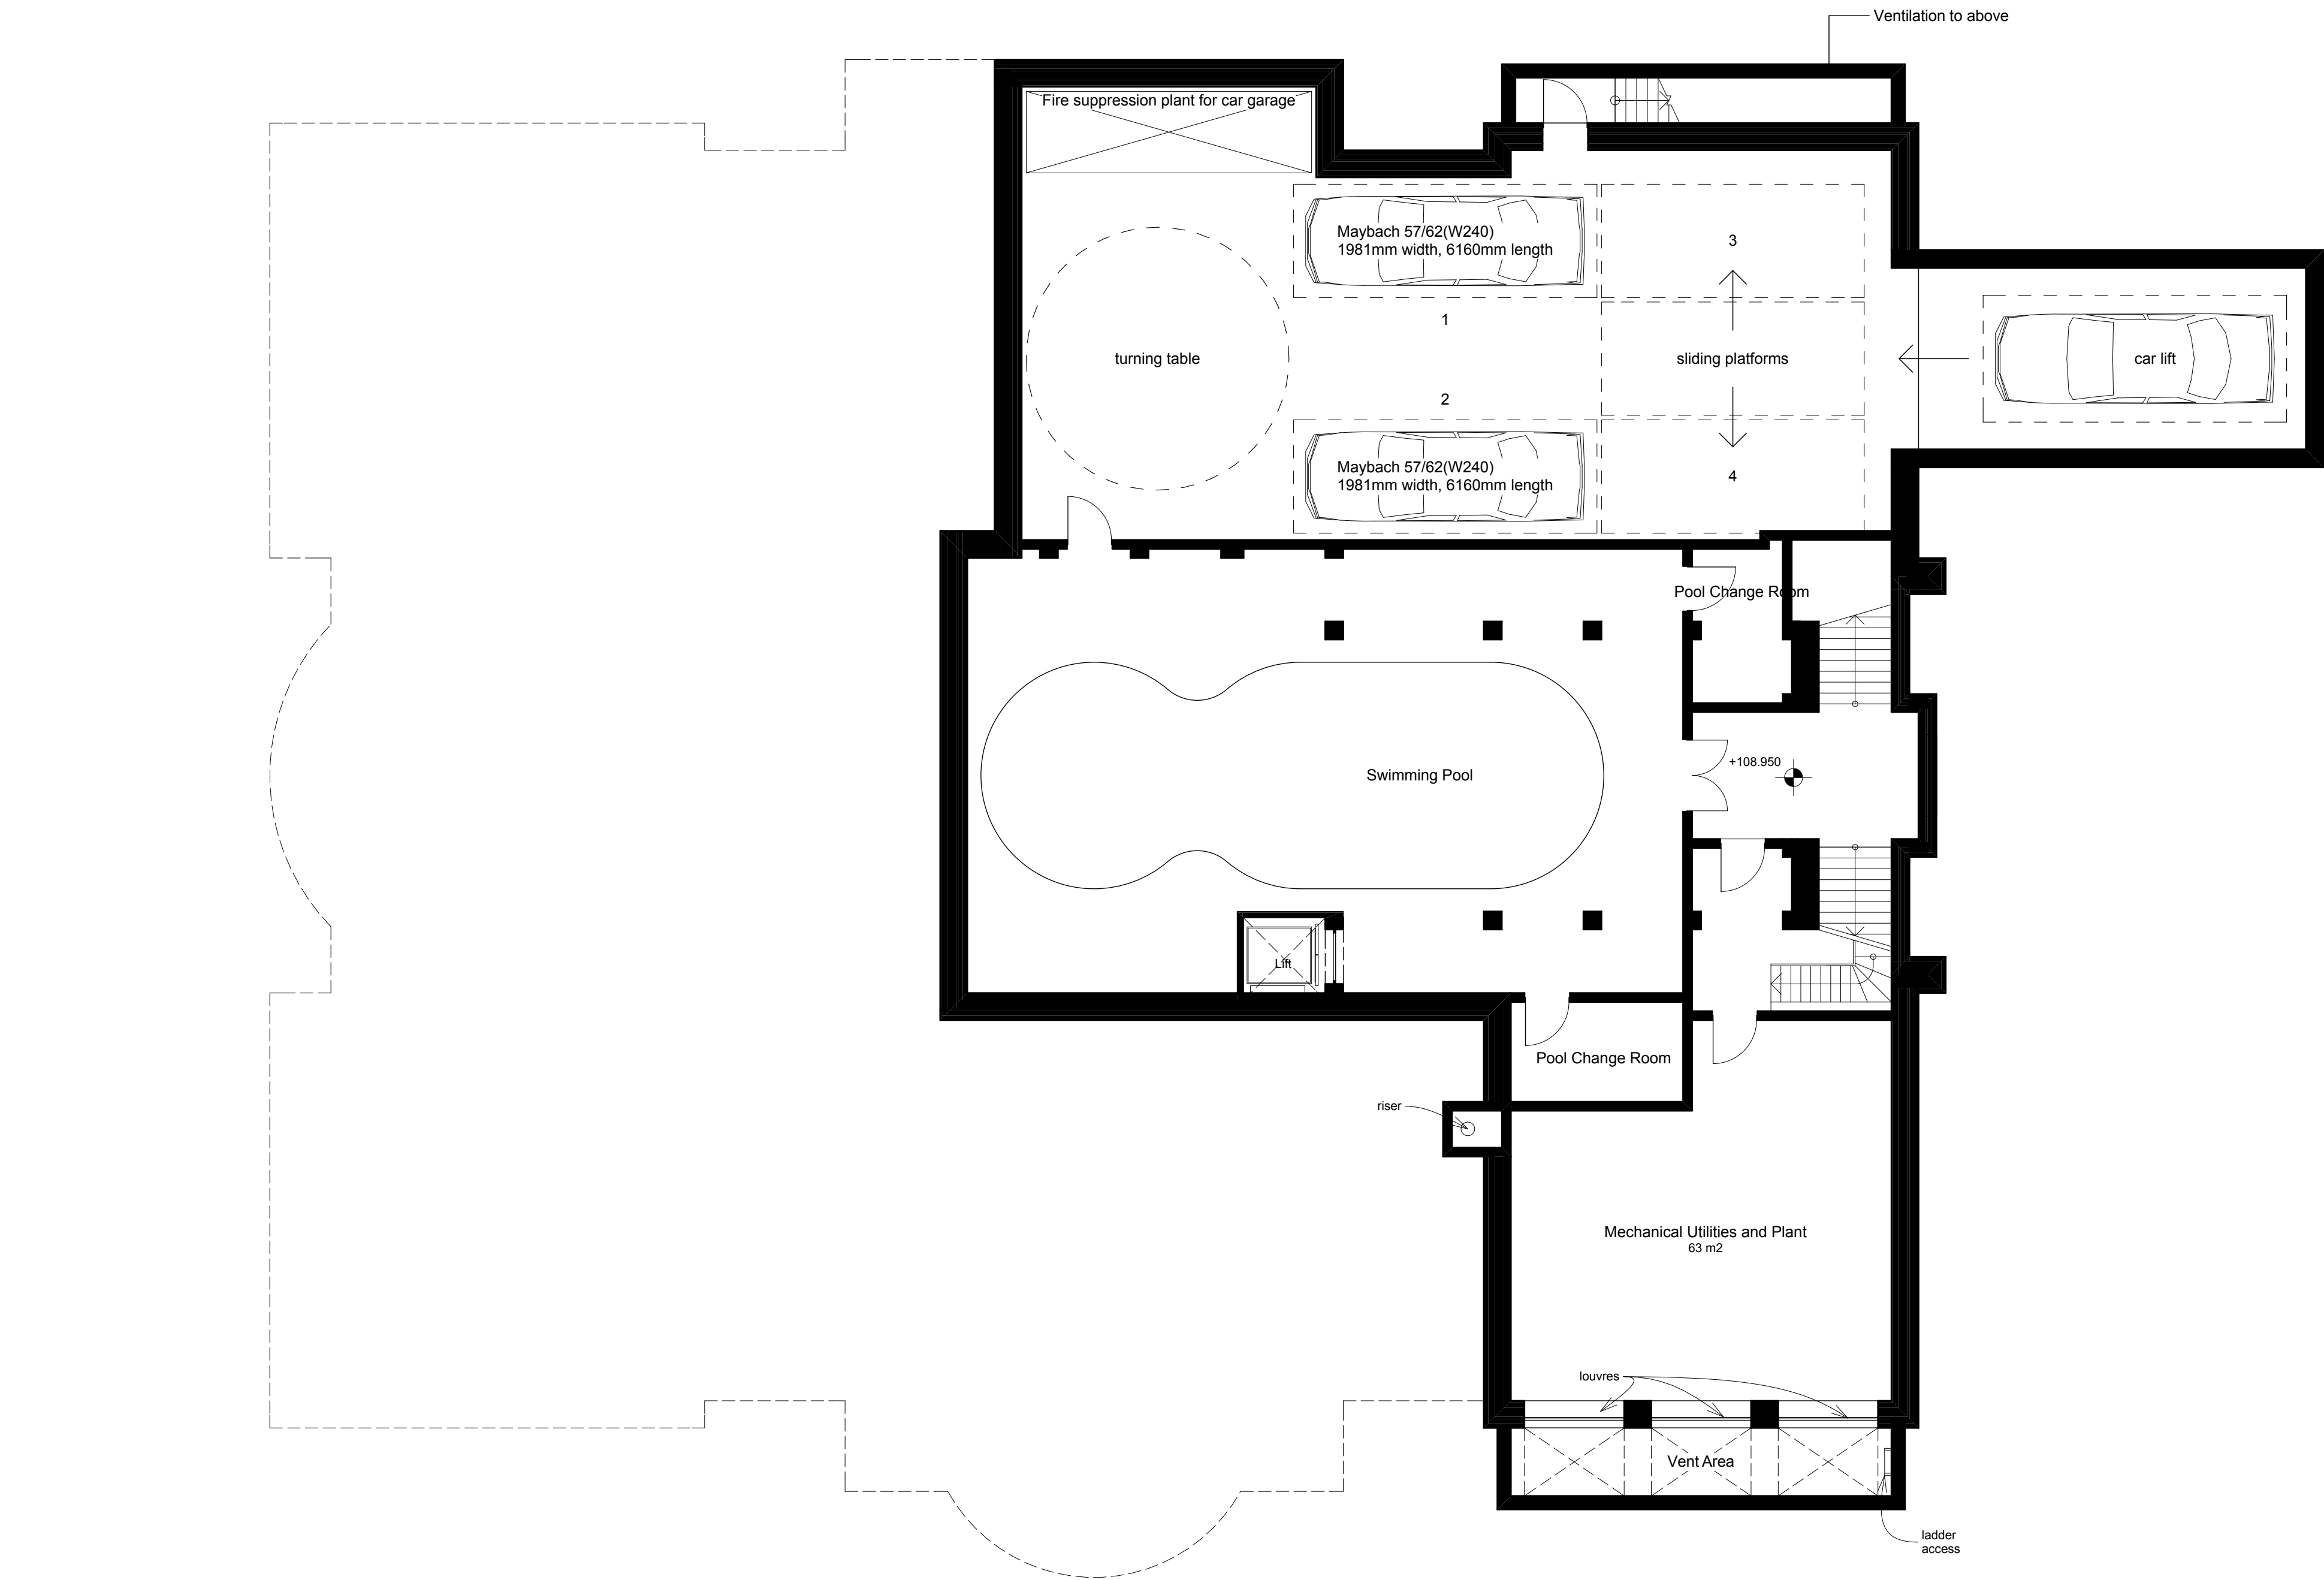 Ventilation to above
Fire suppression plant for car garage
Maybach 57/62(W240)
1981mm width, 6160mm length
3
1
turning table
sliding platforms
car lift
2
Maybach 57/62(W240)
1981mm width, 6160mm length
4
Pool Change Room
+108.950
Swimming Pool
Lift
Pool Change Room
riser
Mechanical Utilities and Plant
63 m2
louvres
Vent Area
ladder
access